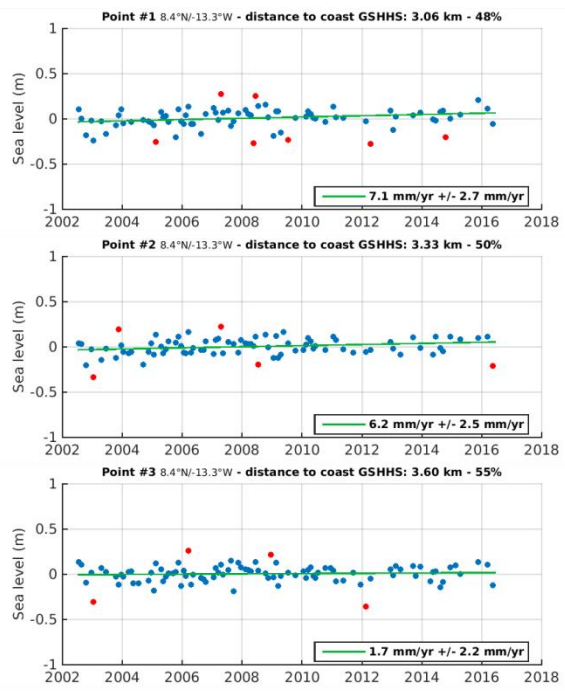 Point #1 8.4°N/-13.3°W - distance to coast GSHHS: 3.06 km - 48%
1
0.5
0
-0.5
-1
Sea level (m)
7.1 mm/yr +/- 2.7 mm/yr
2002 2004 2006 2008 2010 2012 2014 2016 2018
Point #2 8.4°N/-13.3°W - distance to coast GSHHS: 3.33 km - 50%
1
0.5
0
-0.5
-1
Sea level (m)
6.2 mm/yr +/- 2.5 mm/yr
2002 2004 2006 2008 2010 2012 2014 2016 2018
Point #3 8.4°N/-13.3°W - distance to coast GSHHS: 3.60 km - 55%
1
0.5
0
-0.5
-1
Sea level (m)
1.7 mm/yr +/- 2.2 mm/yr
2002 2004 2006 2008 2010 2012 2014 2016 2018